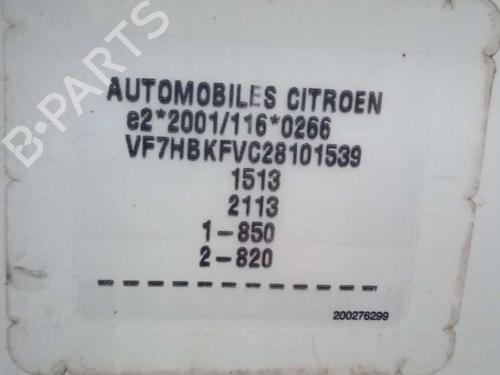 B-PARTS
AUTOMOBILES CITROEN
e2*2001/116*0266
VF7HBKFVC28101539
1513
2113
1-850
2-820
200276299